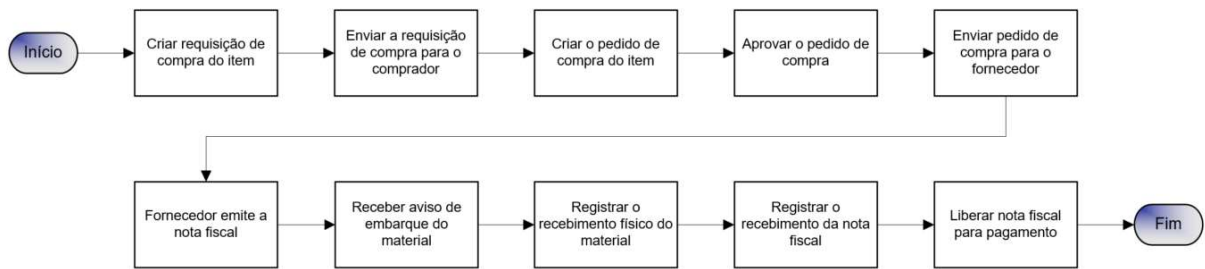 Início
Criar requisição de
compra do item
Enviar a requisição
de compra para o
comprador
Criar o pedido de
compra do item
Aprovar o pedido de
compra
Enviar pedido de
compra para o
fornecedor
Fornecedor emite a
nota fiscal
Receber aviso de
embarque do
material
Registrar o
recebimento físico do
material
Registrar o
recebimento da nota
fiscal
Liberar nota fiscal
para pagamento
Fim